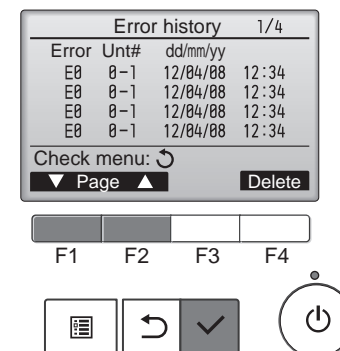 Error history 1/4
Error Unt# dd/mm/yy
E0 0-1 12/04/08 12:34
E0 0-1 12/04/08 12:34
E0 0-1 12/04/08 12:34
E0 0-1 12/04/08 12:34
Check menu:
▼ Page ▲ Delete
F1 F2 F3 F4